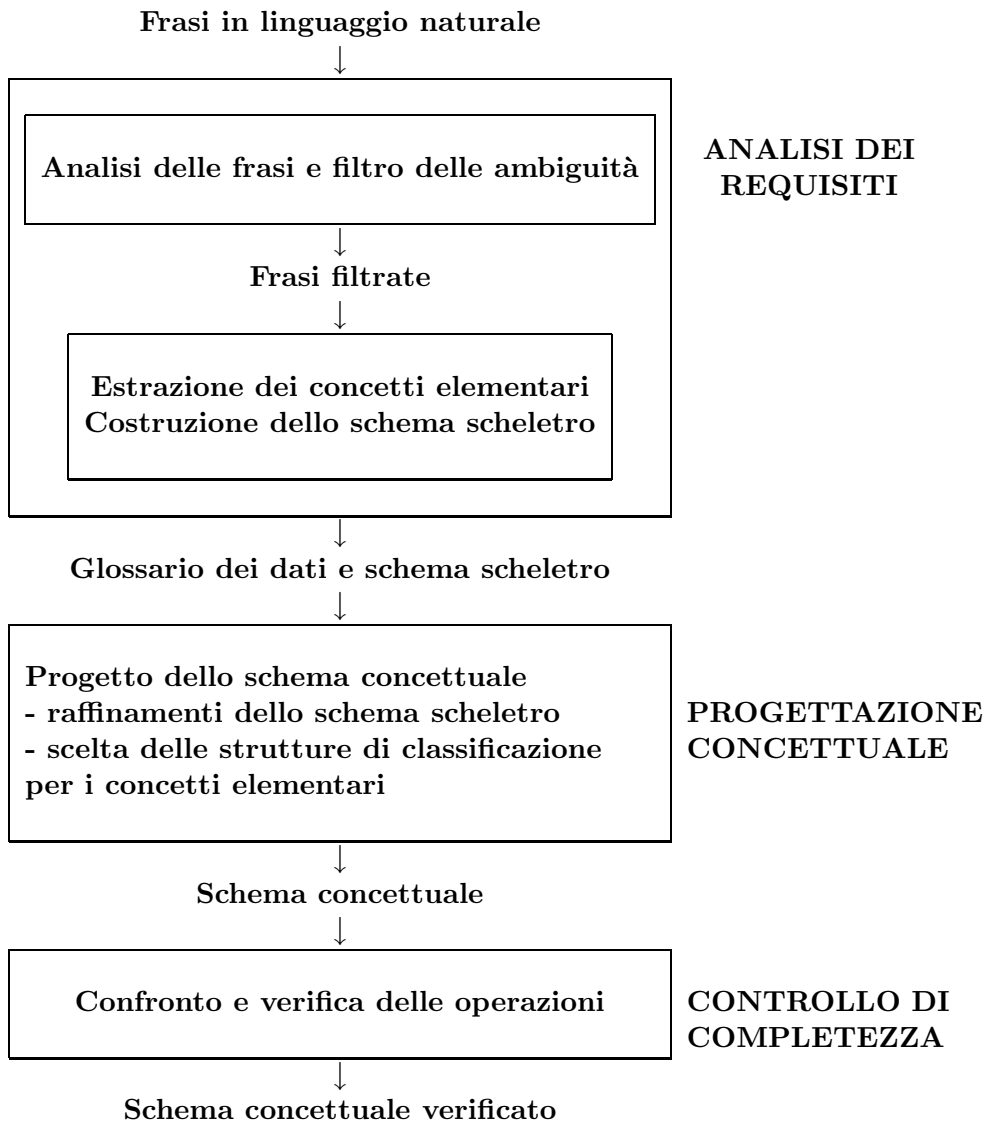 Frasi in linguaggio naturale
Analisi delle frasi e filtro delle ambiguità
ANALISI DEI
REQUISITI
Frasi filtrate
Estrazione dei concetti elementari
Costruzione dello schema scheletro
Glossario dei dati e schema scheletro
Progetto dello schema concettuale
- raffinamenti dello schema scheletro
- scelta delle strutture di classificazione
per i concetti elementari
PROGETTAZIONE
CONCETTUALE
Schema concettuale
Confronto e verifica delle operazioni
CONTROLLO DI
COMPLETEZZA
Schema concettuale verificato